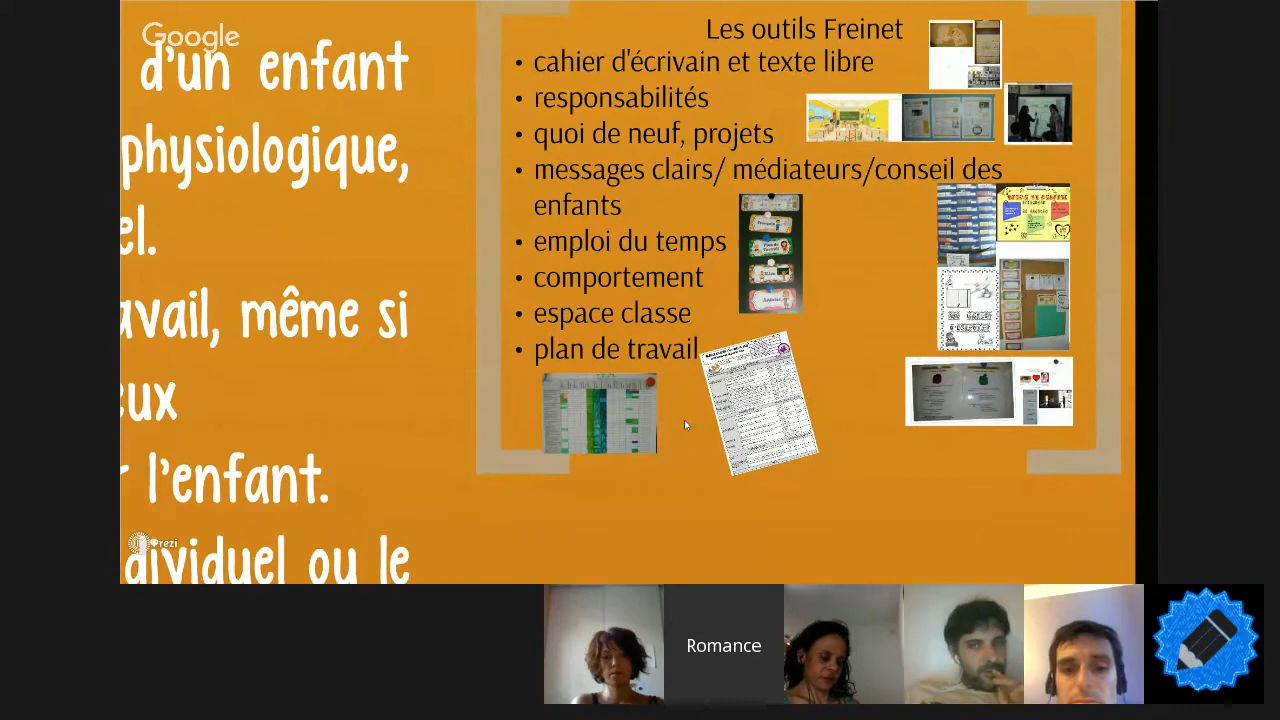 Google
d'un enfant
physiologique,
el.
avail, même si
eux
r l'enfant.
dividuel ou le
Prezi
Les outils Freinet
• cahier d'écrivain et texte libre
• responsabilités
• quoi de neuf, projets
• messages clairs/ médiateurs/conseil des
enfants
• emploi du temps
• comportement
• espace classe
• plan de travail
Romance